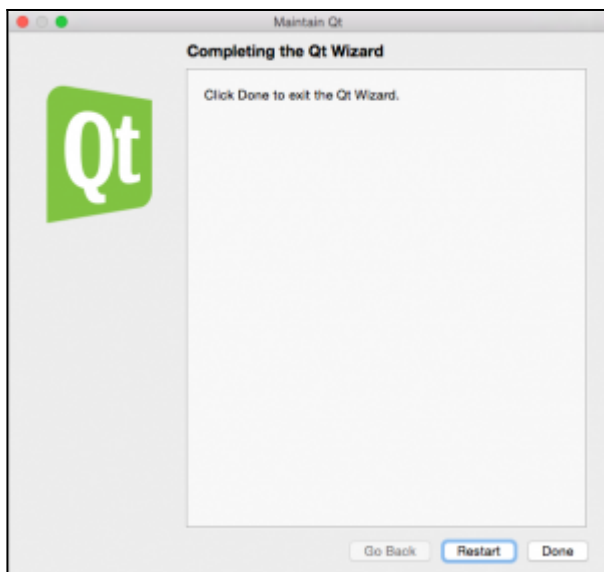 Maintain Qt
Completing the Qt Wizard
Click Done to exit the Qt Wizard.
Qt
Go Back Restart Done